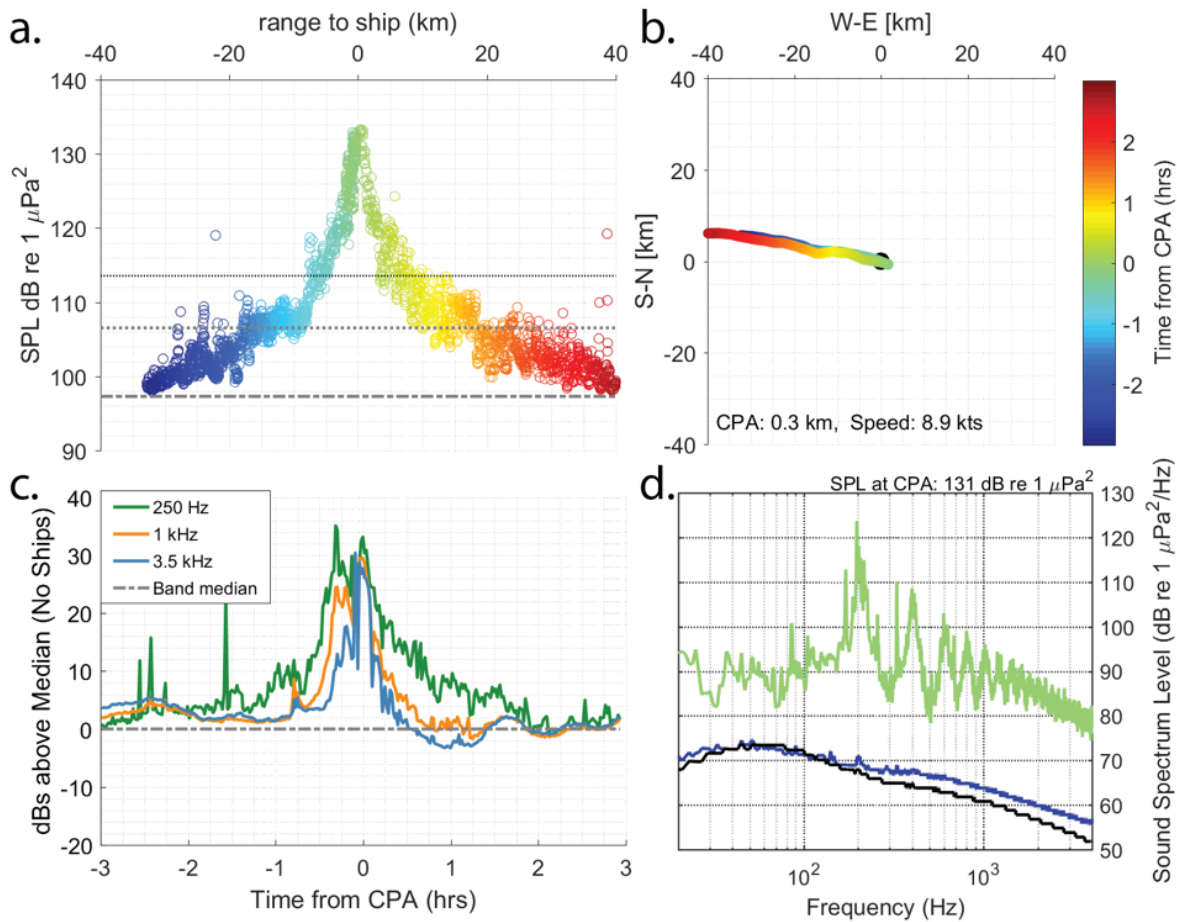 a.
range to ship (km)
-40 -20 0 20 40
SPL dB re 1 μPa²
140
130
120
110
100
90
b.
W-E [km]
-40 -20 0 20 40
S-N [km]
40
20
0
-20
-40
CPA: 0.3 km, Speed: 8.9 kts
2
1
0
-1
-2
Time from CPA (hrs)
c.
250 Hz
1 kHz
3.5 kHz
Band median
dBs above Median (No Ships)
40
30
20
10
0
-10
-20
-3 -2 -1 0 1 2 3
Time from CPA (hrs)
d.
SPL at CPA: 131 dB re 1 μPa²
130
120
110
100
90
80
70
60
50
Sound Spectrum Level (dB re 1 μPa²/Hz)
10² 10³
Frequency (Hz)